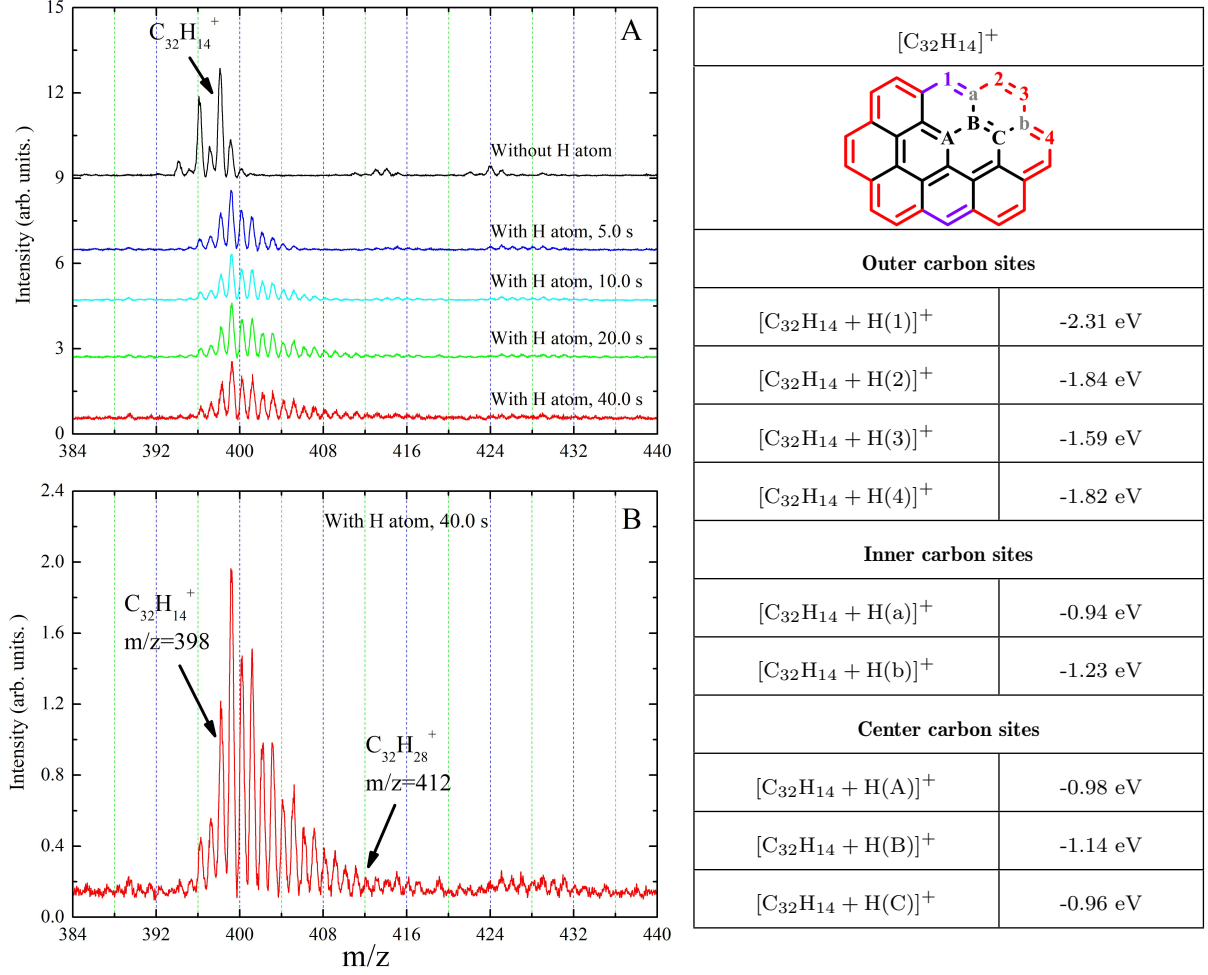 15
12
9
6
3
0
Intensity (arb. units. )
A
C32H14+
Without H atom
With H atom, 5.0 s
With H atom, 10.0 s
With H atom, 20.0 s
With H atom, 40.0 s
384 392 400 408 416 424 432 440
2.4
2.0
1.6
1.2
0.8
0.4
0.0
Intensity (arb. units. )
With H atom, 40.0 s
B
C32H14+
m/z=398
C32H28+
m/z=412
384 392 400 408 416 424 432 440
m/z
[C32H14]+
1 2
a 3
B b
A C 4
Outer carbon sites
[C32H14 + H(1)]+ -2.31 eV
[C32H14 + H(2)]+ -1.84 eV
[C32H14 + H(3)]+ -1.59 eV
[C32H14 + H(4)]+ -1.82 eV
Inner carbon sites
[C32H14 + H(a)]+ -0.94 eV
[C32H14 + H(b)]+ -1.23 eV
Center carbon sites
[C32H14 + H(A)]+ -0.98 eV
[C32H14 + H(B)]+ -1.14 eV
[C32H14 + H(C)]+ -0.96 eV